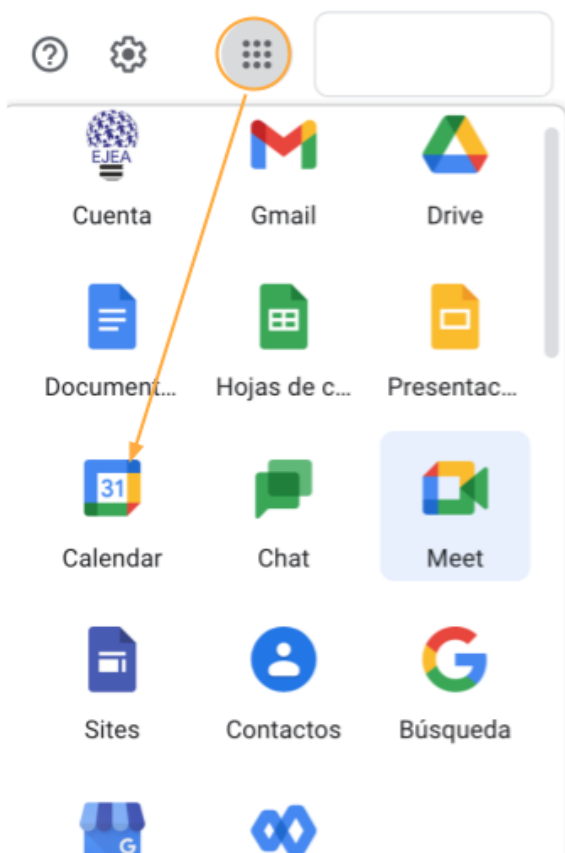 EJEA
Cuenta Gmail Drive
Document... Hojas de c... Presentac...
31
Calendar Chat Meet
Sites Contactos Búsqueda
G